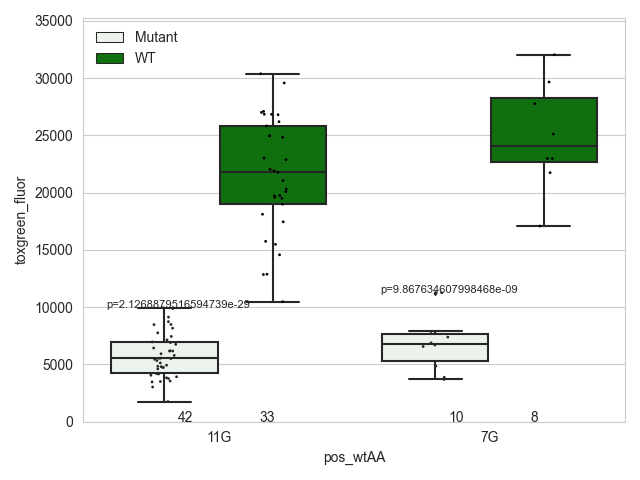 35000
30000
25000
20000
15000
10000
5000
0
toxgreen_fluor
Mutant
WT
p=2.1268879516594739e-29
p=9.867634607998468e-09
42 33 10 8
11G 7G
pos_wtAA